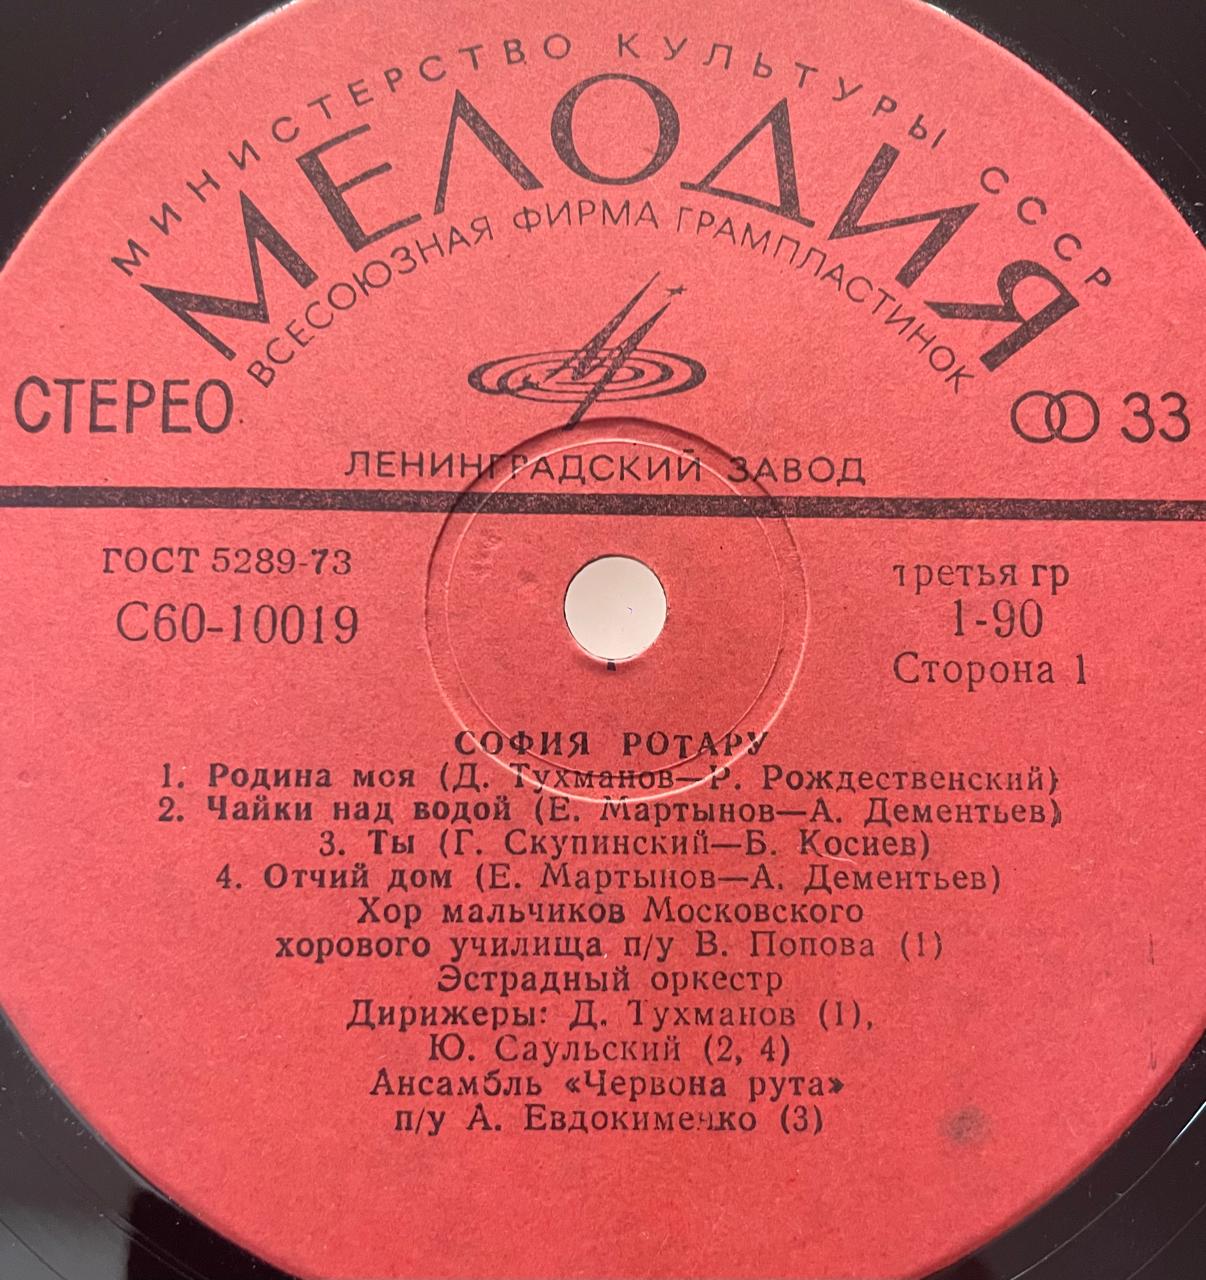 МИНИСТЕРСТВО КУЛЬТУРЫ СССР
МЕЛОДИЯ
ВСЕСОЮЗНАЯ ФИРМА ГРАМПЛАСТИНОК
СТЕРЕО
33
ЛЕНИНГРАДСКИЙ ЗАВОД
ГОСТ 5289-73
С60-10019
третья гр
1-90
Сторона 1
СОФИЯ РОТАРУ
1. Родина моя (Д. Тухманов—Р. Рождественский)
2. Чайки над водой (Е. Мартынов—А. Дементьев)
3. Ты (Г. Скупинский—Б. Косиев)
4. Отчий дом (Е. Мартынов—А. Дементьев)
Хор мальчиков Московского
хорового училища п/у В. Попова (1)
Эстрадный оркестр
Дирижеры: Д. Тухманов (1),
Ю. Саульский (2, 4)
Ансамбль «Червона рута»
п/у А. Евдокименко (3)